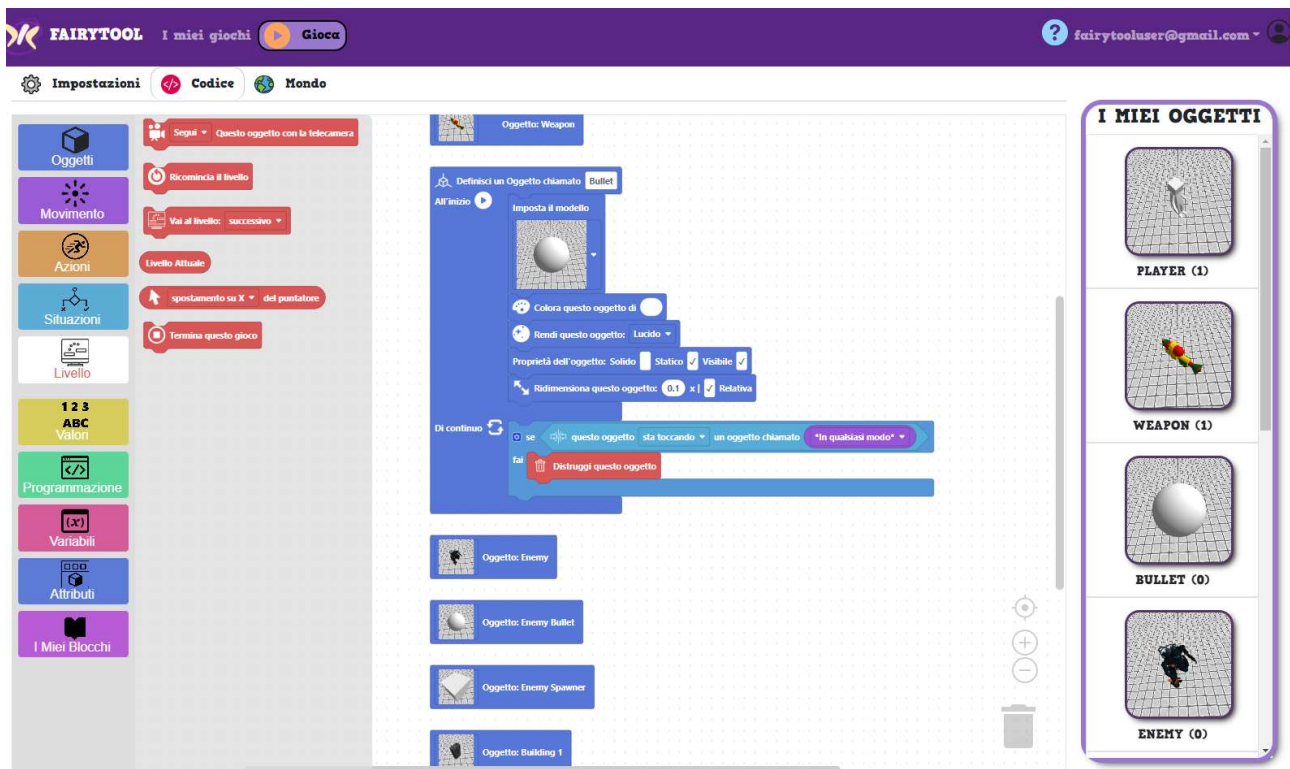 FAIRYTOOL I miei giochi Gioca
? fairytooluser@gmail.com
Impostazioni Codice Mondo
Oggetti
Movimento
Azioni
Situazioni
Livello
1 2 3
ABC
Valori
Programmazione
(x)
Variabili
Attributi
I Miei Blocchi
Segui Questo oggetto con la telecamera
Ricomincia il livello
Vai al livello: successivo
Livello Attuale
spostamento su X del puntatore
Termina questo gioco
Oggetto: Weapon
Definisci un Oggetto chiamato Bullet
All'inizio
Imposta il modello
Colora questo oggetto di
Rendi questo oggetto: Lucido
Proprietà dell'oggetto: Solido Statico ✓ Visibile ✓
Ridimensiona questo oggetto: 0.1 x | ✓ Relativa
Di continuo
se questo oggetto sta toccando un oggetto chiamato "In qualsiasi modo"
fai Distruggi questo oggetto
Oggetto: Enemy
Oggetto: Enemy Bullet
Oggetto: Enemy Spawner
Oggetto: Building 1
I MIEI OGGETTI
PLAYER (1)
WEAPON (1)
BULLET (0)
ENEMY (0)